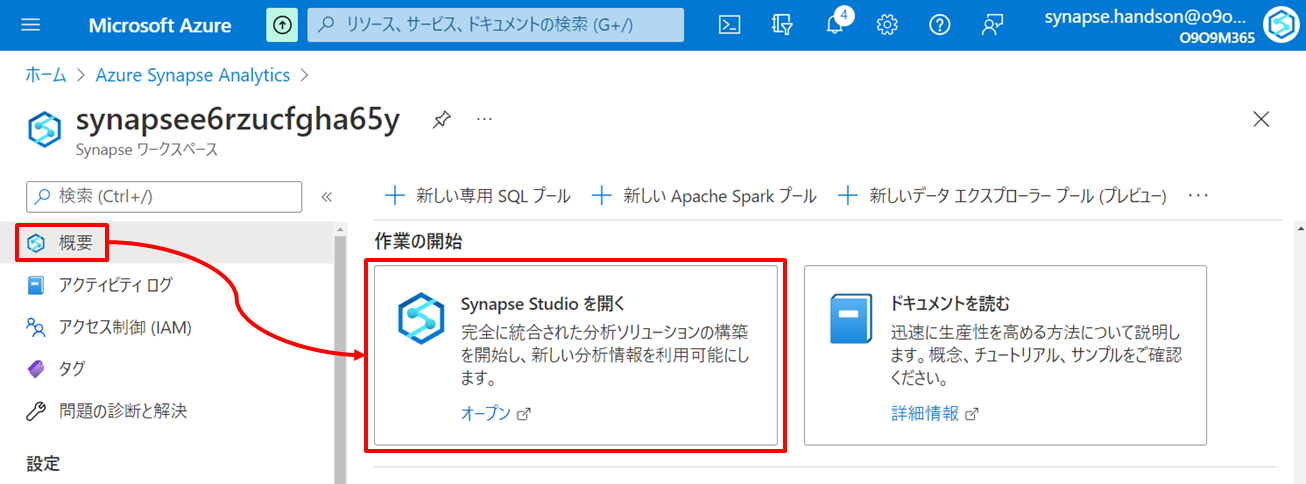 Microsoft Azure
リソース、サービス、ドキュメントの検索 (G+/)
4
synapse.handson@o9o...
O9O9M365
ホーム > Azure Synapse Analytics >
synapsee6rzucfgha65y
...
Synapse ワークスペース
検索 (Ctrl+/)
«
+ 新しい専用 SQL プール
+ 新しい Apache Spark プール
+ 新しいデータ エクスプローラー プール (プレビュー)
...
概要
アクティビティ ログ
アクセス制御 (IAM)
タグ
問題の診断と解決
設定
作業の開始
Synapse Studio を開く
完全に統合された分析ソリューションの構築
を開始し、新しい分析情報を利用可能にし
ます。
オープン
ドキュメントを読む
迅速に生産性を高める方法について説明し
ます。概念、チュートリアル、サンプルをご確認
ください。
詳細情報